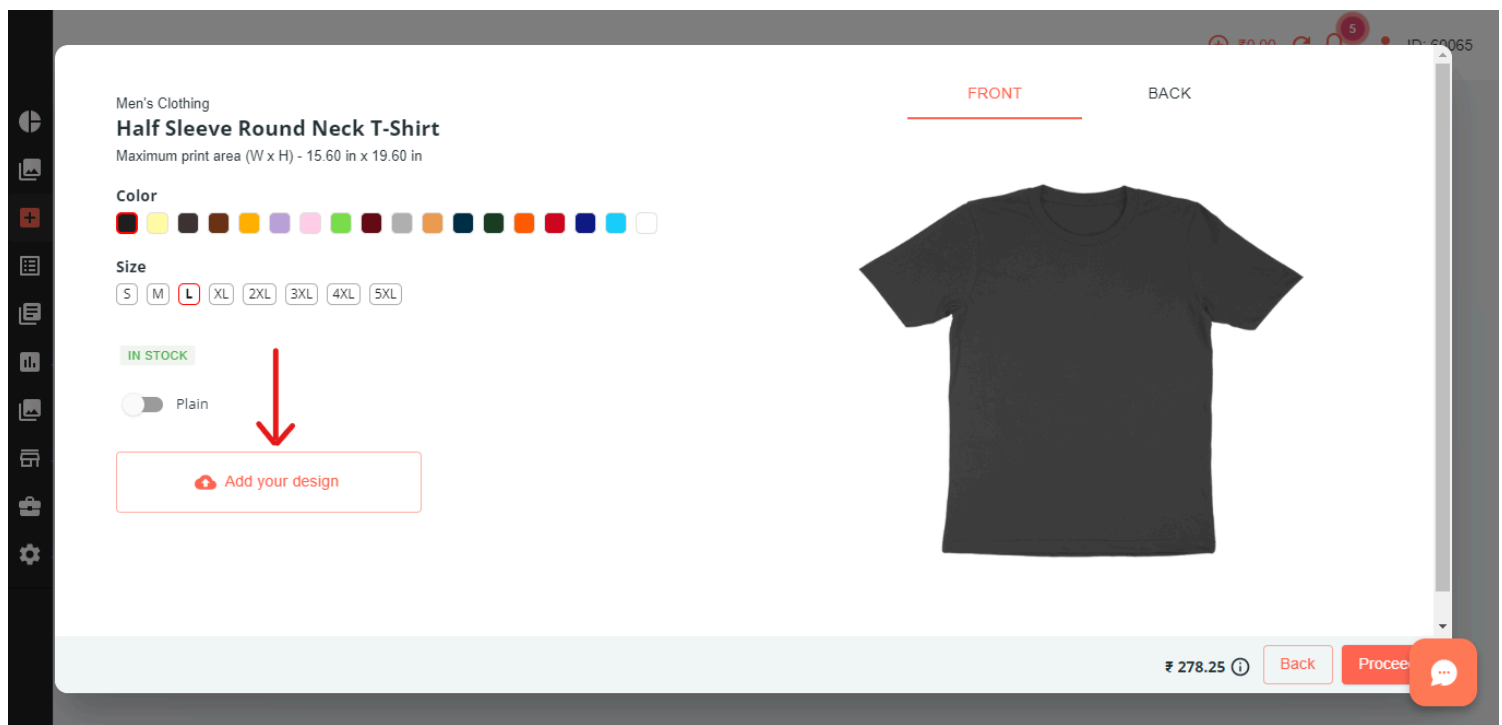 5
₹0.00
ID: 60065
Men's Clothing
Half Sleeve Round Neck T-Shirt
Maximum print area (W x H) - 15.60 in x 19.60 in
Color
Size
S M L XL 2XL 3XL 4XL 5XL
IN STOCK
Plain
Add your design
FRONT BACK
₹ 278.25
Back
Procee